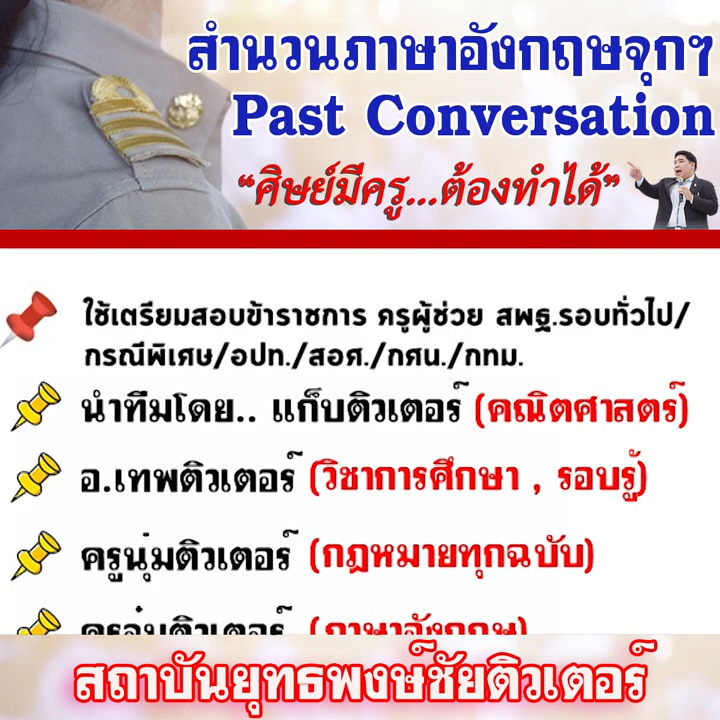 สำนวนภาษาอังกฤษจุกๆ
Past Conversation
“ศิษย์มีครู...ต้องทำได้”
ใช้เตรียมสอบข้าราชการ ครูผู้ช่วย สพฐ.รอบทั่วไป/
กรณีพิเศษ/อปท./สอศ./กศน./กทม.
นำทีมโดย.. แก๊บติวเตอร์ (คณิตศาสตร์)
อ.เทพติวเตอร์ (วิชาการศึกษา , รอบรู้)
ครูนุ่มติวเตอร์ (กฎหมายทุกฉบับ)
(ภาษาอังกฤษ)
สถาบันยุทธพงษ์ชัยติวเตอร์